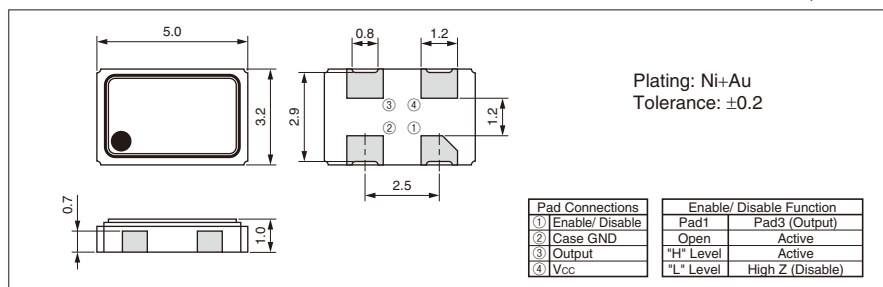 5.0
3.2
0.7
1.0
0.8
1.2
2.9
③ ④
② ①
1.2
2.5
Plating: Ni+Au
Tolerance: ±0.2
Pad Connections
① Enable/ Disable
② Case GND
③ Output
④ Vcc
Enable/ Disable Function
Pad1 Pad3 (Output)
Open Active
"H" Level Active
"L" Level High Z (Disable)